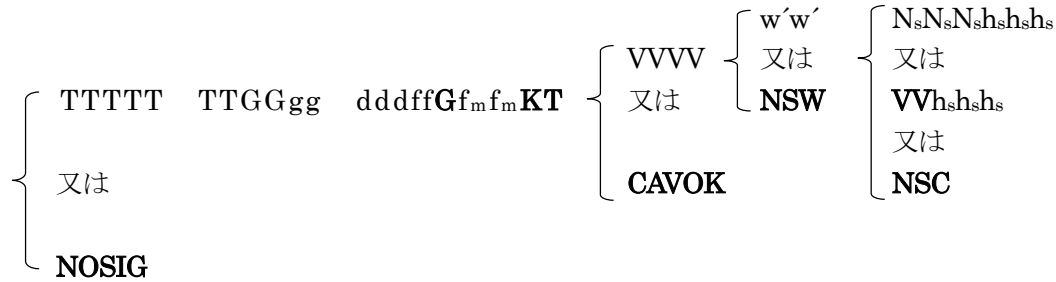 w´w´ NₛNₛNₛhₛhₛhₛ
VVVV 又は 又は
TTTTT TTGGgg dddffGfₘfₘKT 又は NSW VVhₛhₛhₛ
又は
又は CAVOK NSC
NOSIG